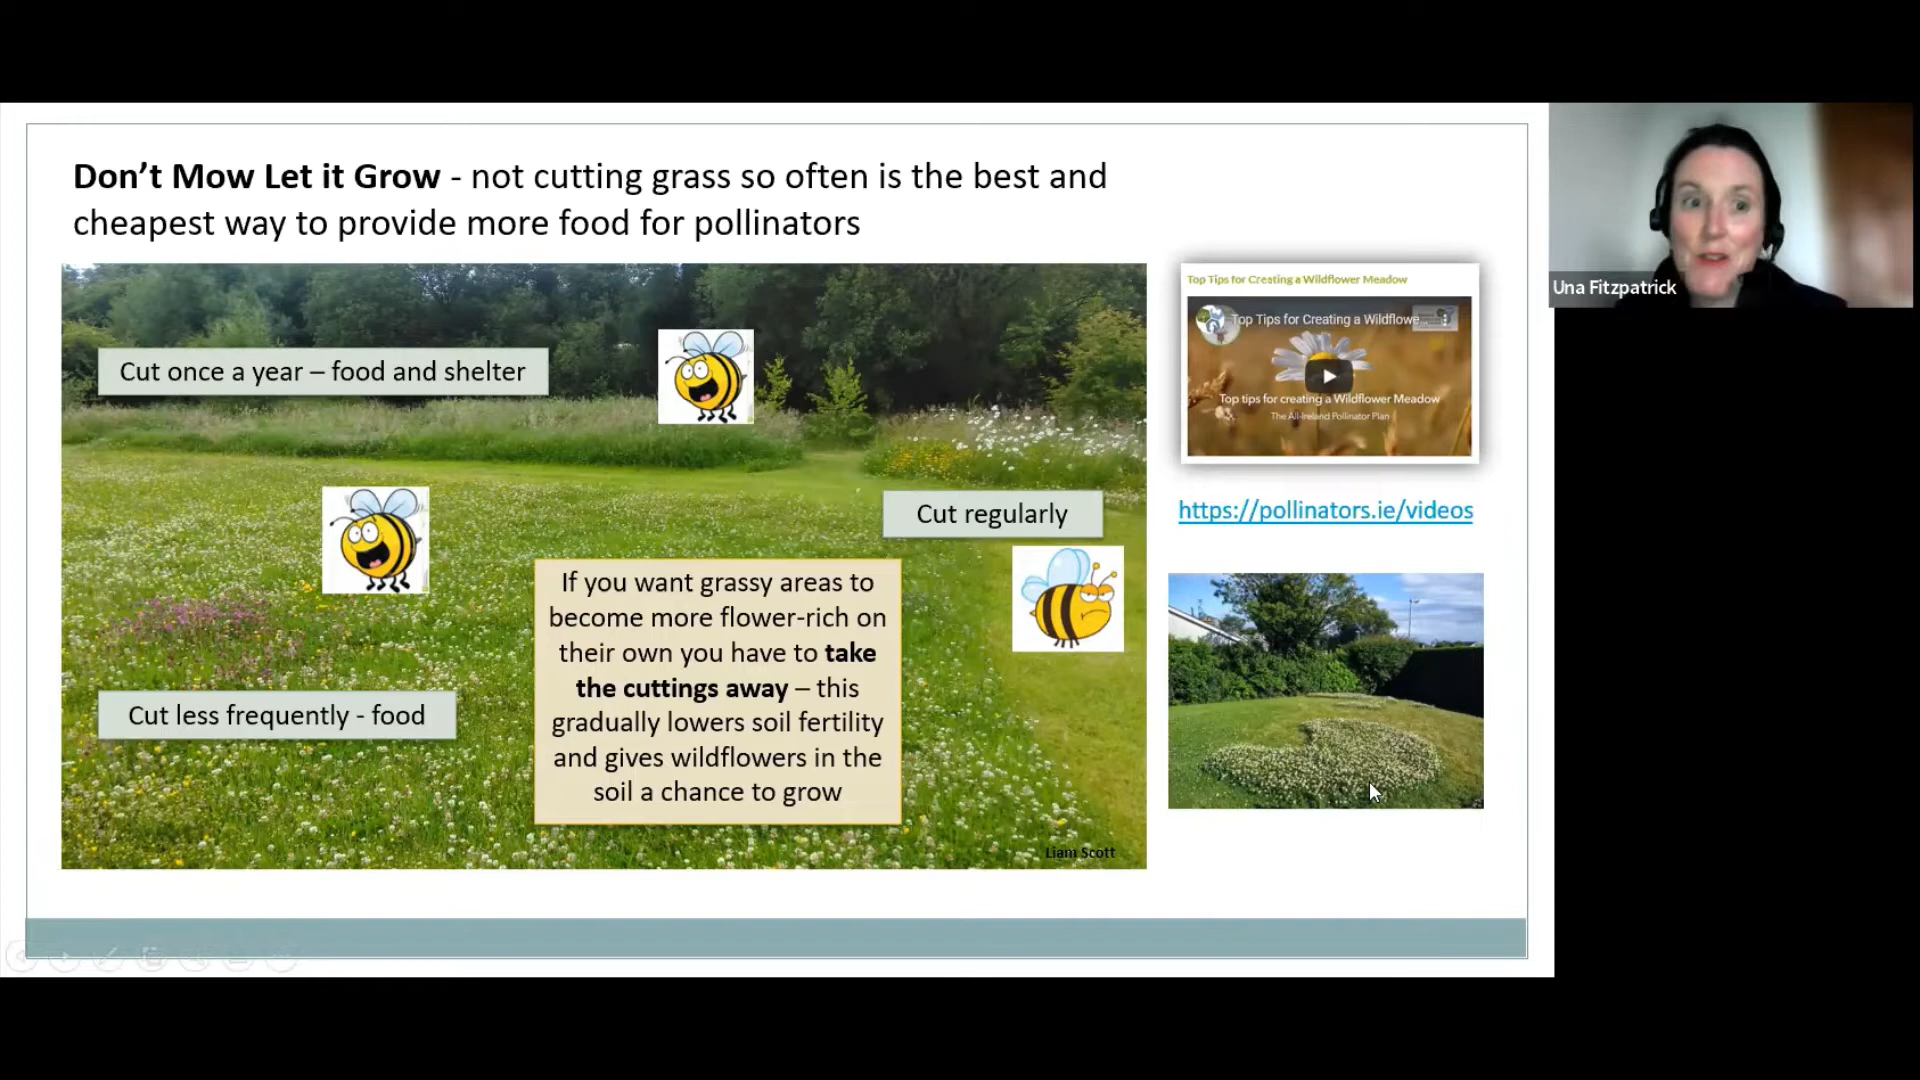 Don’t Mow Let it Grow - not cutting grass so often is the best and
cheapest way to provide more food for pollinators
Cut once a year – food and shelter
Cut regularly
Cut less frequently - food
If you want grassy areas to
become more flower-rich on
their own you have to take
the cuttings away – this
gradually lowers soil fertility
and gives wildflowers in the
soil a chance to grow
Liam Scott
Top Tips for Creating a Wildflower Meadow
Top Tips for Creating a Wildflowe...
Top tips for creating a Wildflower Meadow
The All-Ireland Pollinator Plan
https://pollinators.ie/videos
Una Fitzpatrick